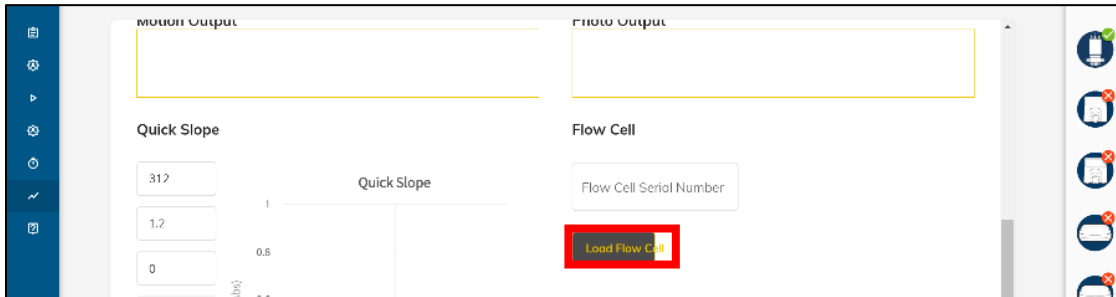 Motion Output
Photo Output
Quick Slope
Flow Cell
312
1.2
0
Quick Slope
1
0.8
Flow Cell Serial Number
Load Flow Cell